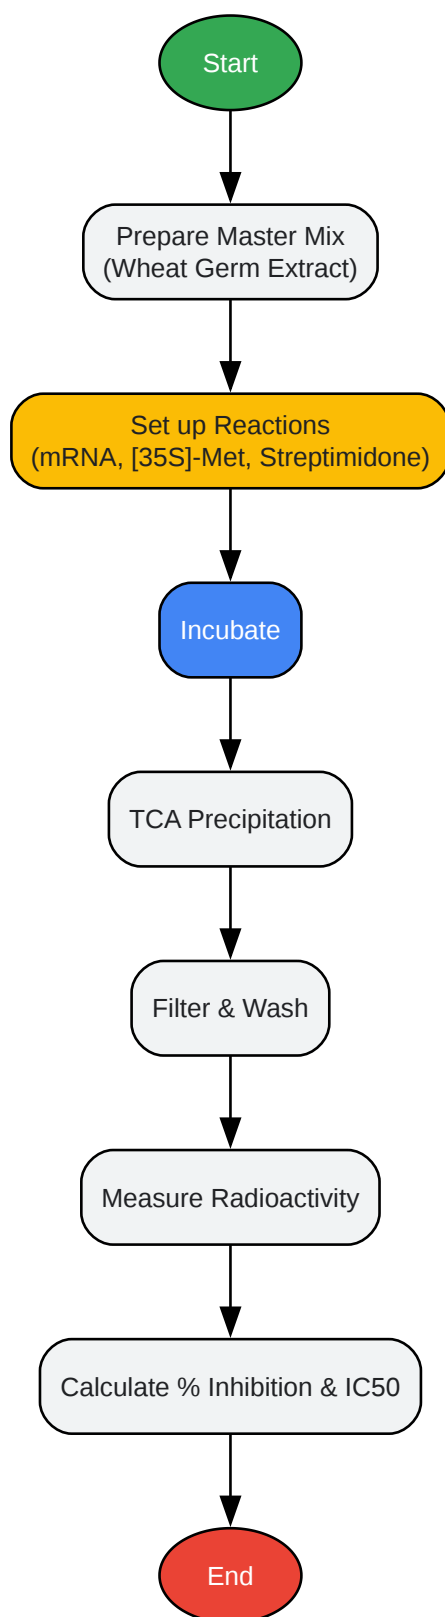 Start
Prepare Master Mix
(Wheat Germ Extract)
Set up Reactions
(mRNA, [35S]-Met, Streptimidone)
Incubate
TCA Precipitation
Filter & Wash
Measure Radioactivity
Calculate % Inhibition & IC50
End